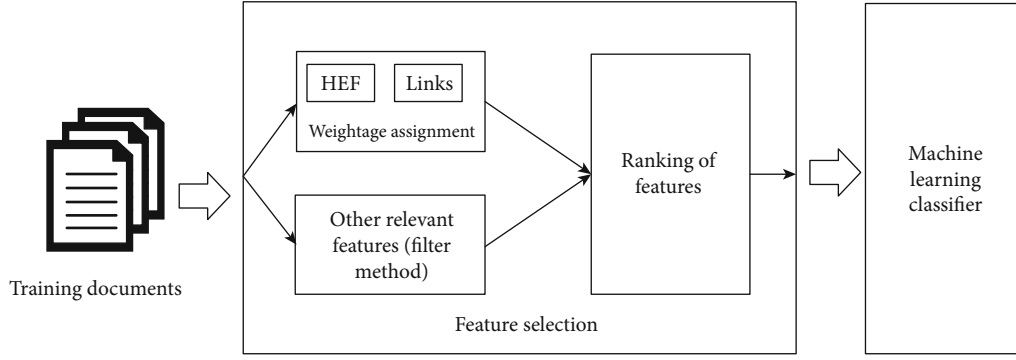 Training documents
HEF
Links
Weightage assignment
Other relevant
features (filter
method)
Ranking of
features
Feature selection
Machine
learning
classifier